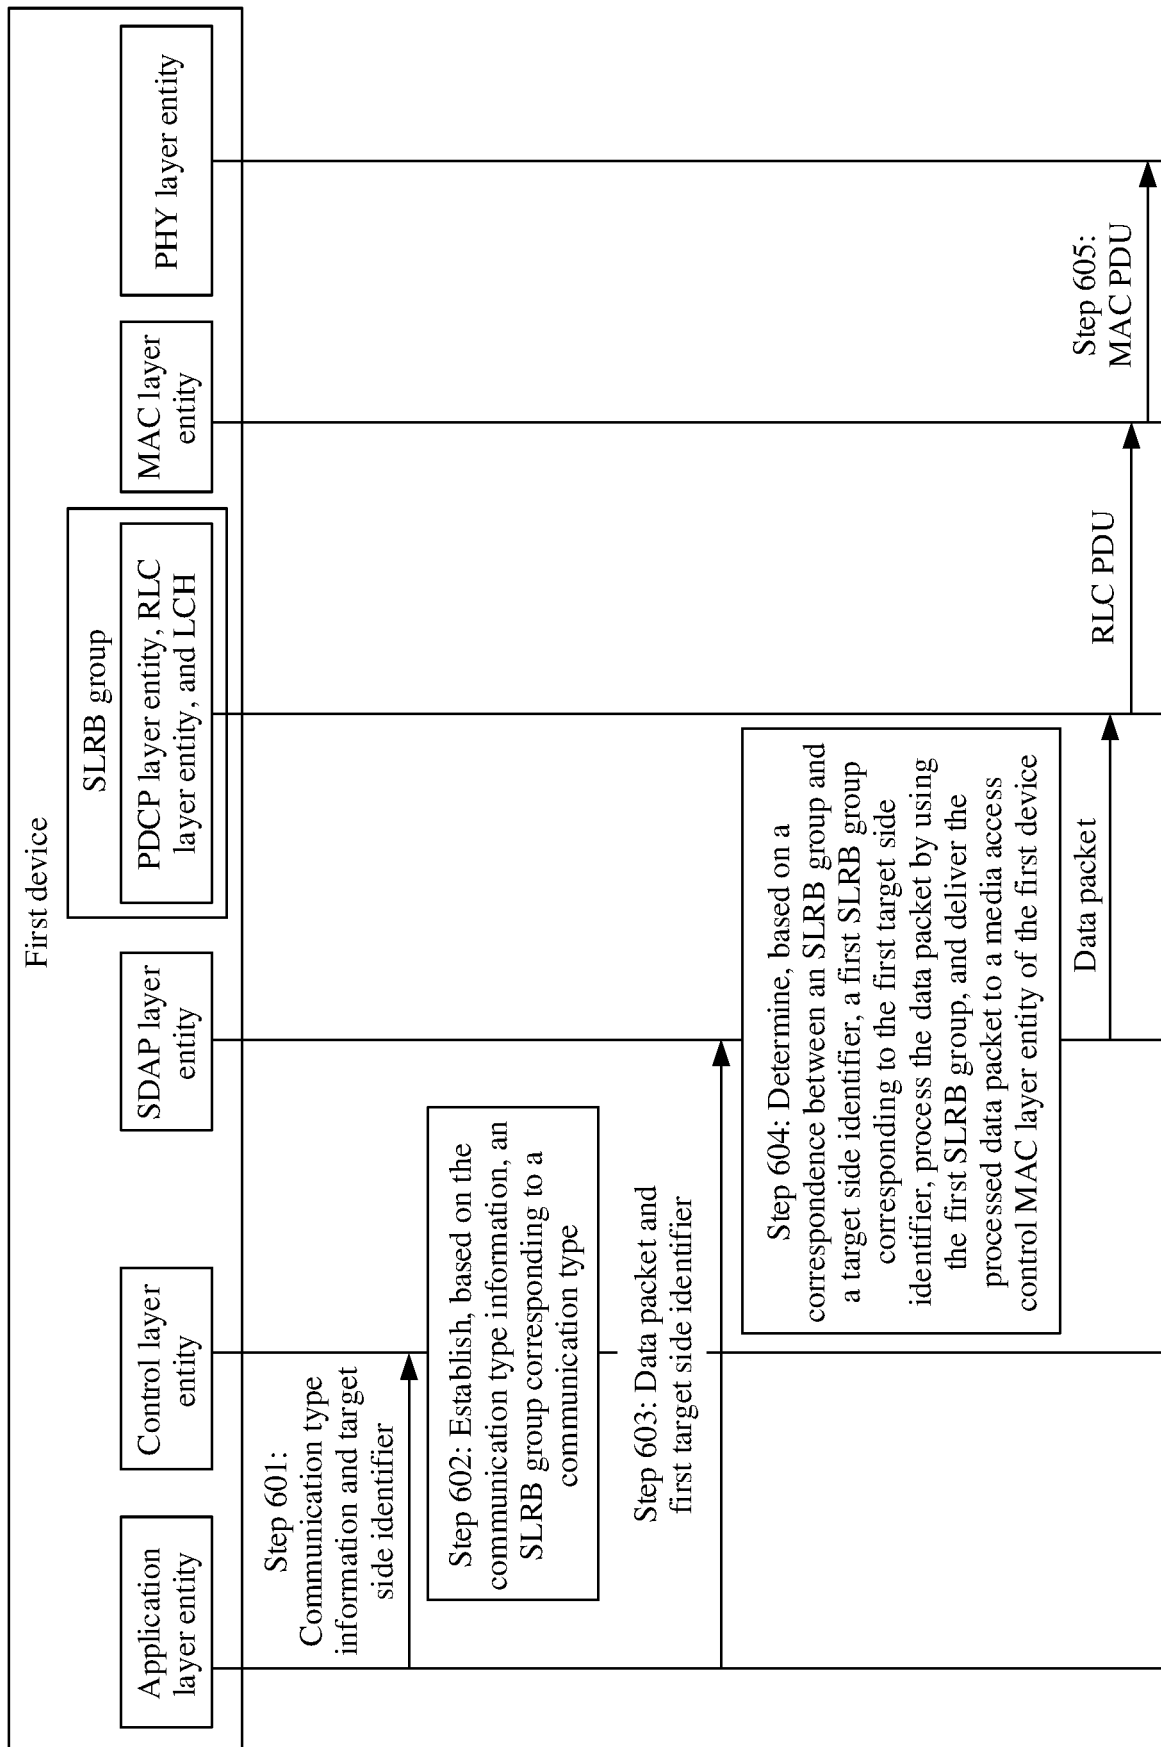 First device
Application
layer entity
Control layer
entity
SDAP layer
entity
SLRB group
PDCP layer entity, RLC
layer entity, and LCH
MAC layer
entity
PHY layer entity
Step 601:
Communication type
information and target
side identifier
Step 602: Establish, based on the
communication type information, an
SLRB group corresponding to a
communication type
Step 603: Data packet and
first target side identifier
Step 604: Determine, based on a
correspondence between an SLRB group and
a target side identifier, a first SLRB group
corresponding to the first target side
identifier, process the data packet by using
the first SLRB group, and deliver the
processed data packet to a media access
control MAC layer entity of the first device
Data packet
RLC PDU
Step 605:
MAC PDU